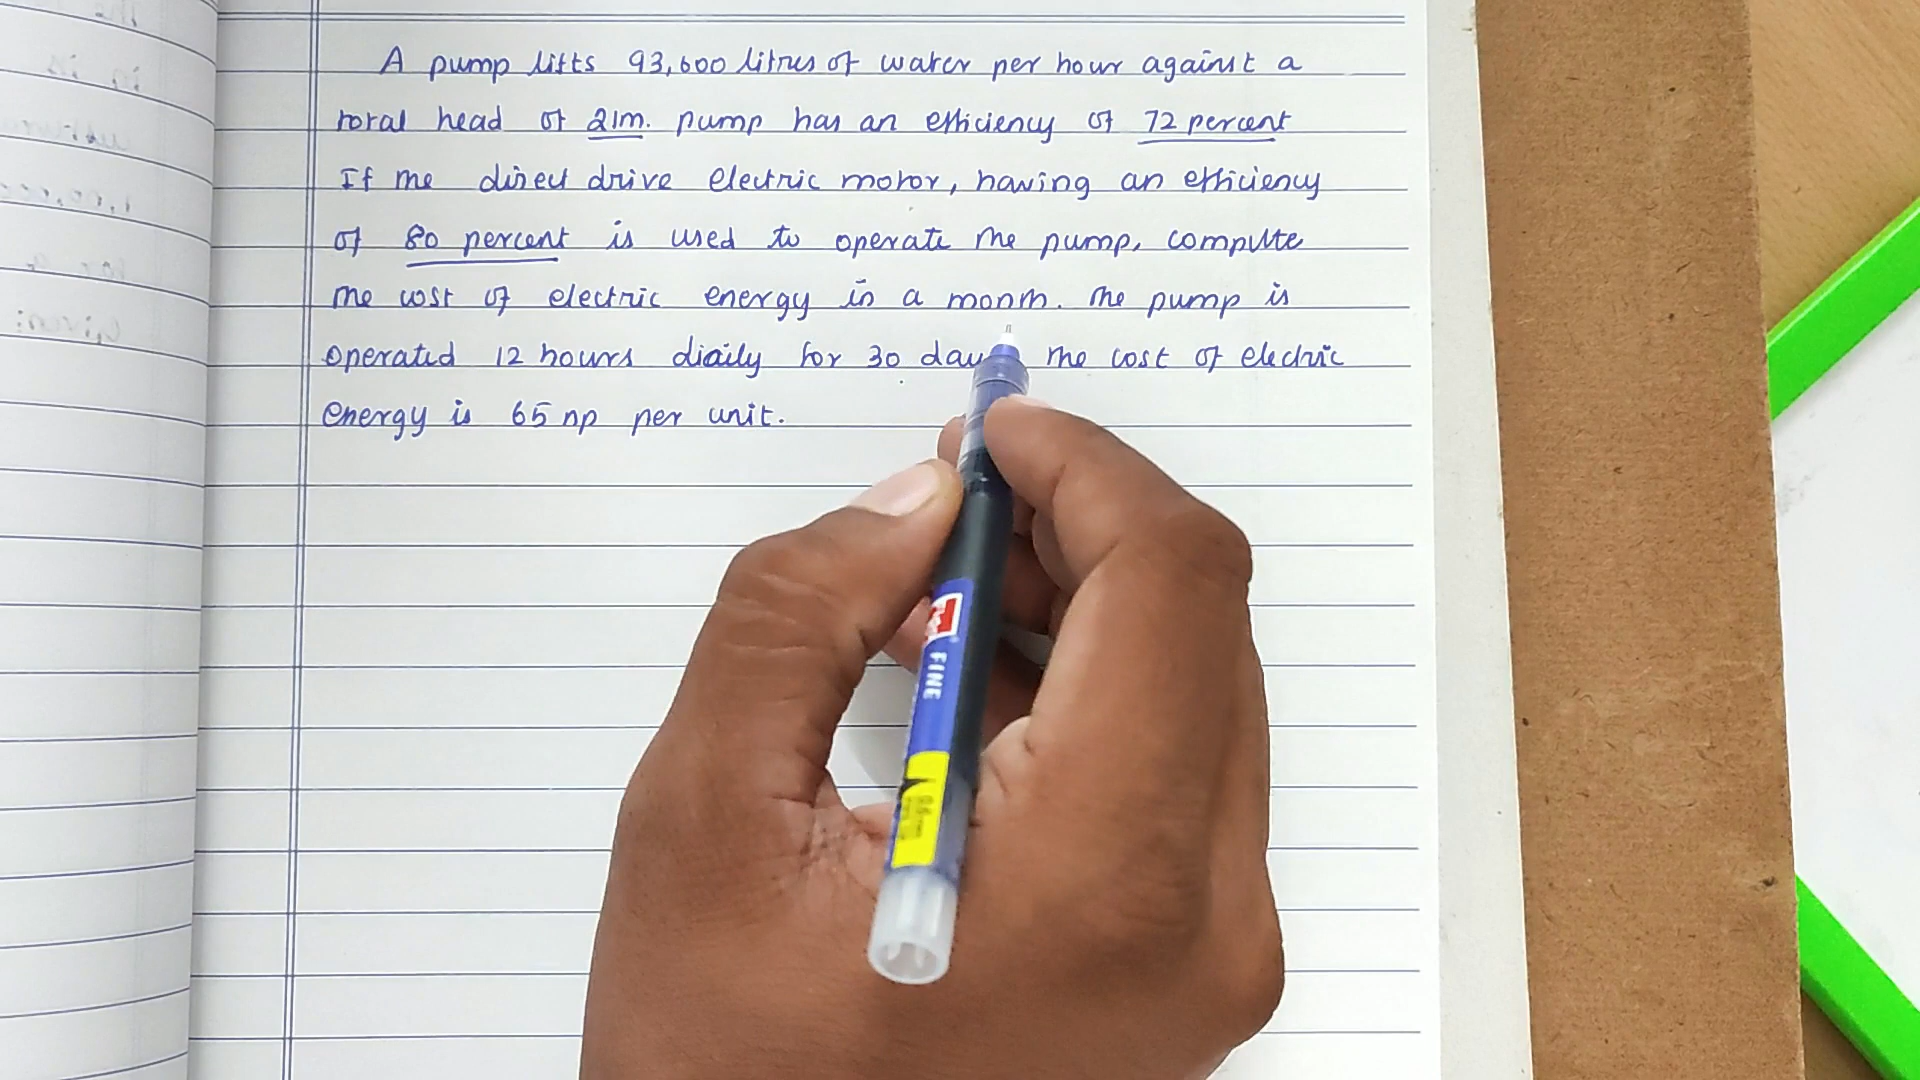 A pump lifts 93,600 litres of water per hour against a
total head of 21m. pump has an efficiency of 72 percent
If the direct drive electric motor, having an efficiency
of 80 percent is used to operate the pump, compute
the cost of electric energy in a month. The pump is
operated 12 hours diaily for 30 days the cost of electric
energy is 65 np per unit.
FINE